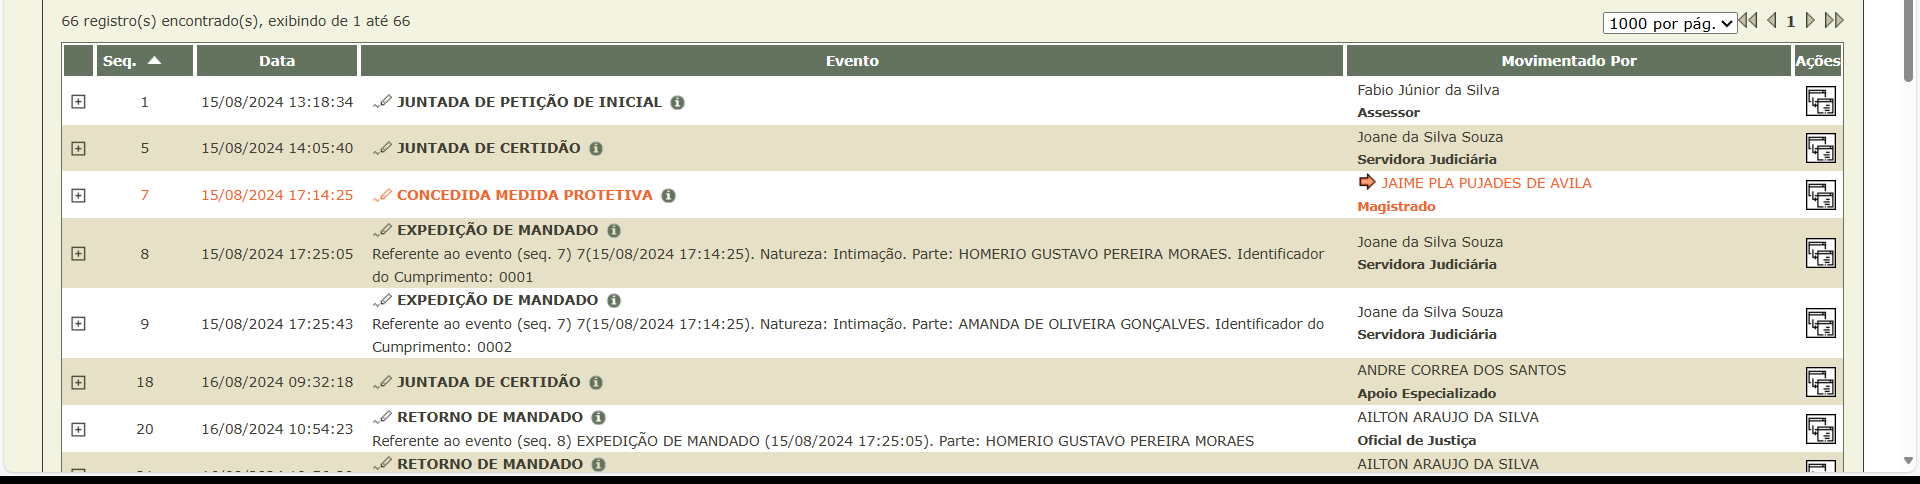 66 registro(s) encontrado(s), exibindo de 1 até 66
1000 por pág. 1
Seq. Data Evento Movimentado Por Ações
1 15/08/2024 13:18:34 JUNTADA DE PETIÇÃO DE INICIAL Fabio Júnior da Silva
Assessor
5 15/08/2024 14:05:40 JUNTADA DE CERTIDÃO Joane da Silva Souza
Servidora Judiciária
7 15/08/2024 17:14:25 CONCEDIDA MEDIDA PROTETIVA JAIME PLA PUJADES DE AVILA
Magistrado
EXPEDIÇÃO DE MANDADO
8 15/08/2024 17:25:05 Referente ao evento (seq. 7) 7(15/08/2024 17:14:25). Natureza: Intimação. Parte: HOMERIO GUSTAVO PEREIRA MORAES. Identificador Joane da Silva Souza
do Cumprimento: 0001 Servidora Judiciária
EXPEDIÇÃO DE MANDADO
9 15/08/2024 17:25:43 Referente ao evento (seq. 7) 7(15/08/2024 17:14:25). Natureza: Intimação. Parte: AMANDA DE OLIVEIRA GONÇALVES. Identificador do Joane da Silva Souza
Cumprimento: 0002 Servidora Judiciária
18 16/08/2024 09:32:18 JUNTADA DE CERTIDÃO ANDRE CORREA DOS SANTOS
Apoio Especializado
20 16/08/2024 10:54:23 RETORNO DE MANDADO AILTON ARAUJO DA SILVA
Referente ao evento (seq. 8) EXPEDIÇÃO DE MANDADO (15/08/2024 17:25:05). Parte: HOMERIO GUSTAVO PEREIRA MORAES Oficial de Justiça
RETORNO DE MANDADO AILTON ARAUJO DA SILVA